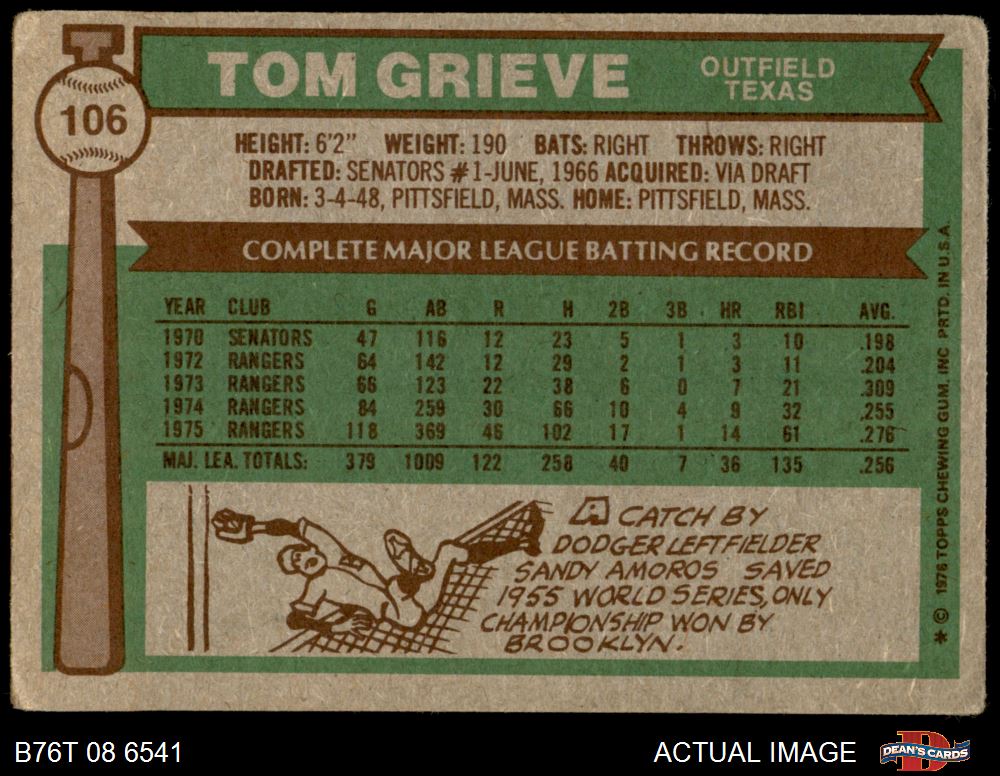 106
TOM GRIEVE
OUTFIELD
TEXAS
HEIGHT: 6'2" WEIGHT: 190 BATS: RIGHT THROWS: RIGHT
DRAFTED: SENATORS #1-JUNE, 1966 ACQUIRED: VIA DRAFT
BORN: 3-4-48, PITTSFIELD, MASS. HOME: PITTSFIELD, MASS.
COMPLETE MAJOR LEAGUE BATTING RECORD
YEAR CLUB G AB R H 2B 3B HR RBI AVG.
1970 SENATORS 47 116 12 23 5 1 3 10 .198
1972 RANGERS 64 142 12 29 2 1 3 11 .204
1973 RANGERS 66 123 22 38 6 0 7 21 .309
1974 RANGERS 84 259 30 66 10 4 9 32 .255
1975 RANGERS 118 369 46 102 17 1 14 61 .276
MAJ. LEA. TOTALS: 379 1009 122 258 40 7 36 135 .256
A CATCH BY
DODGER LEFTFIELDER
SANDY AMOROS SAVED
1955 WORLD SERIES, ONLY
CHAMPIONSHIP WON BY
BROOKLYN.
* © 1976 TOPPS CHEWING GUM, INC PRTD. IN U.S.A.
B76T 08 6541
ACTUAL IMAGE
D
DEAN'S CARDS